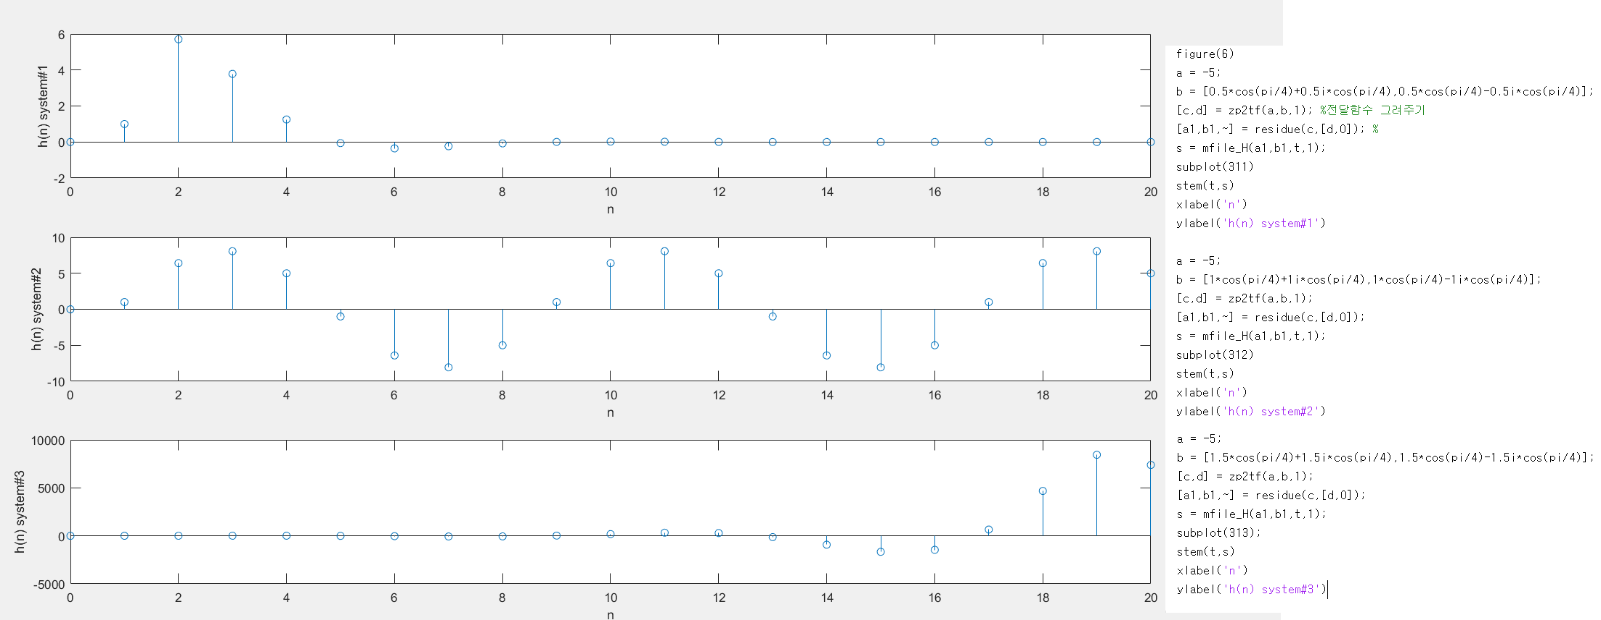 6
4
2
0
-2
h(n) system#1
0 2 4 6 8 10 12 14 16 18 20
n
10
5
0
-5
-10
h(n) system#2
0 2 4 6 8 10 12 14 16 18 20
n
10000
5000
0
-5000
h(n) system#3
0 2 4 6 8 10 12 14 16 18 20
n
figure(6)
a = -5;
b = [0.5*cos(pi/4)+0.5i*cos(pi/4),0.5*cos(pi/4)-0.5i*cos(pi/4)];
[c,d] = zp2tf(a,b,1); %전달함수 그려주기
[a1,b1,~] = residue(c,[d,0]); %
s = mfile_H(a1,b1,t,1);
subplot(311)
stem(t,s)
xlabel('n')
ylabel('h(n) system#1')
a = -5;
b = [1*cos(pi/4)+1i*cos(pi/4),1*cos(pi/4)-1i*cos(pi/4)];
[c,d] = zp2tf(a,b,1);
[a1,b1,~] = residue(c,[d,0]);
s = mfile_H(a1,b1,t,1);
subplot(312)
stem(t,s)
xlabel('n')
ylabel('h(n) system#2')
a = -5;
b = [1.5*cos(pi/4)+1.5i*cos(pi/4),1.5*cos(pi/4)-1.5i*cos(pi/4)];
[c,d] = zp2tf(a,b,1);
[a1,b1,~] = residue(c,[d,0]);
s = mfile_H(a1,b1,t,1);
subplot(313);
stem(t,s)
xlabel('n')
ylabel('h(n) system#3')